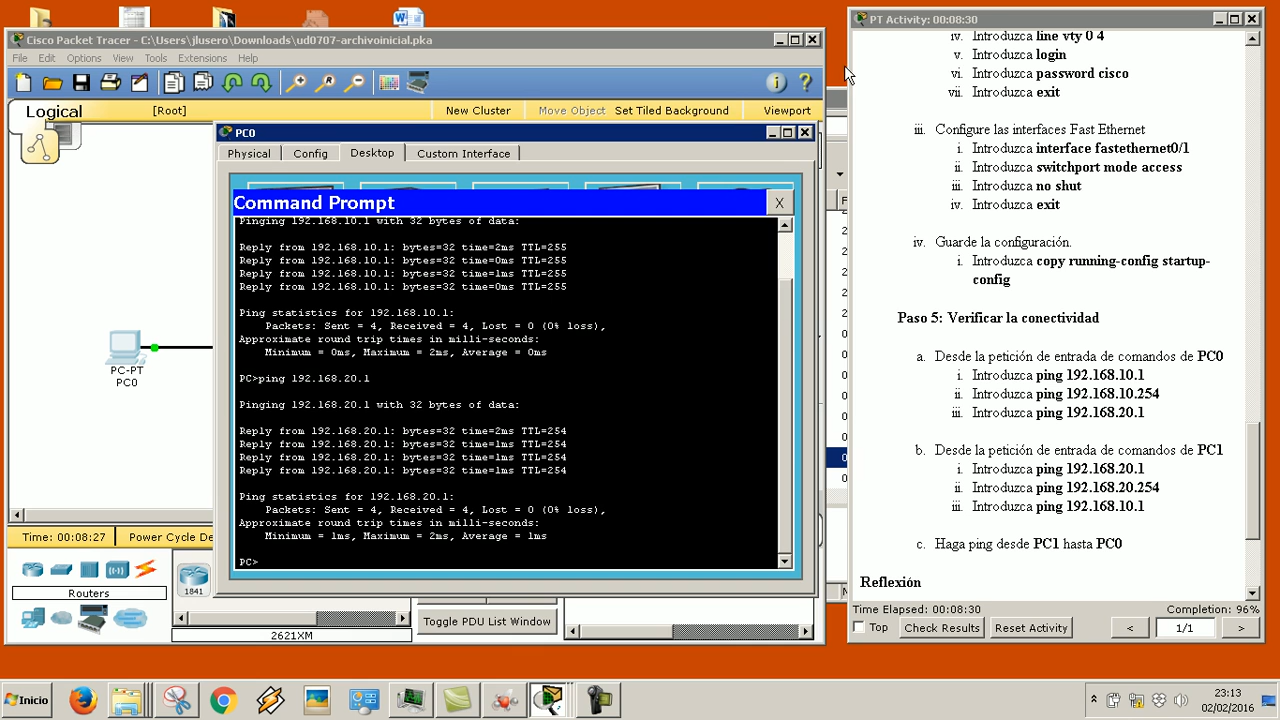 Cisco Packet Tracer - C:\Users\jlusero\Downloads\ud0707-archivoinicial.pka
File Edit Options View Tools Extensions Help
Logical
[Root]
New Cluster
Move Object
Set Tiled Background
Viewport
PC-PT
PC0
PC0
Physical
Config
Desktop
Custom Interface
Command Prompt
X
Pinging 192.168.10.1 with 32 bytes of data:
Reply from 192.168.10.1: bytes=32 time=2ms TTL=255
Reply from 192.168.10.1: bytes=32 time=0ms TTL=255
Reply from 192.168.10.1: bytes=32 time=1ms TTL=255
Reply from 192.168.10.1: bytes=32 time=0ms TTL=255
Ping statistics for 192.168.10.1:
Packets: Sent = 4, Received = 4, Lost = 0 (0% loss),
Approximate round trip times in milli-seconds:
Minimum = 0ms, Maximum = 2ms, Average = 0ms
PC>ping 192.168.20.1
Pinging 192.168.20.1 with 32 bytes of data:
Reply from 192.168.20.1: bytes=32 time=2ms TTL=254
Reply from 192.168.20.1: bytes=32 time=1ms TTL=254
Reply from 192.168.20.1: bytes=32 time=1ms TTL=254
Reply from 192.168.20.1: bytes=32 time=1ms TTL=254
Ping statistics for 192.168.20.1:
Packets: Sent = 4, Received = 4, Lost = 0 (0% loss),
Approximate round trip times in milli-seconds:
Minimum = 1ms, Maximum = 2ms, Average = 1ms
PC>
Time: 00:08:27
Power Cycle De
Routers
1841
2621XM
Toggle PDU List Window
PT Activity: 00:08:30
iv. Introduzca line vty 0 4
v. Introduzca login
vi. Introduzca password cisco
vii. Introduzca exit
iii. Configure las interfaces Fast Ethernet
i. Introduzca interface fastethernet0/1
ii. Introduzca switchport mode access
iii. Introduzca no shut
iv. Introduzca exit
iv. Guarde la configuración.
i. Introduzca copy running-config startup-
config
Paso 5: Verificar la conectividad
a. Desde la petición de entrada de comandos de PC0
i. Introduzca ping 192.168.10.1
ii. Introduzca ping 192.168.10.254
iii. Introduzca ping 192.168.20.1
b. Desde la petición de entrada de comandos de PC1
i. Introduzca ping 192.168.20.1
ii. Introduzca ping 192.168.20.254
iii. Introduzca ping 192.168.10.1
c. Haga ping desde PC1 hasta PC0
Reflexión
Time Elapsed: 00:08:30
Completion: 96%
Top
Check Results
Reset Activity
<
1/1
>
Inicio
23:13
02/02/2016